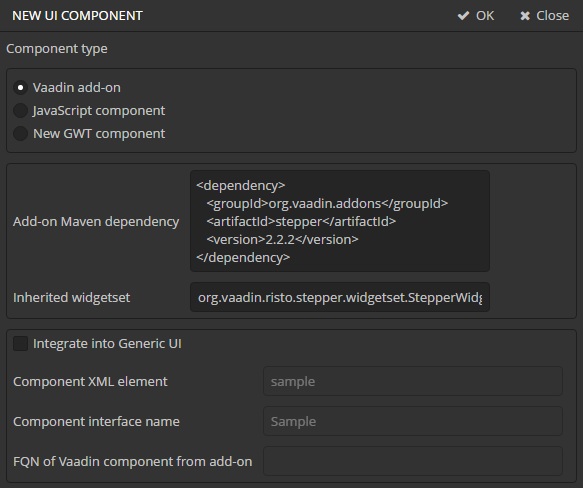 NEW UI COMPONENT
OK
Close
Component type
Vaadin add-on
JavaScript component
New GWT component
Add-on Maven dependency
<dependency>
<groupId>org.vaadin.addons</groupId>
<artifactId>stepper</artifactId>
<version>2.2.2</version>
</dependency>
Inherited widgetset
org.vaadin.risto.stepper.widgetset.StepperWidg
Integrate into Generic UI
Component XML element
sample
Component interface name
Sample
FQN of Vaadin component from add-on